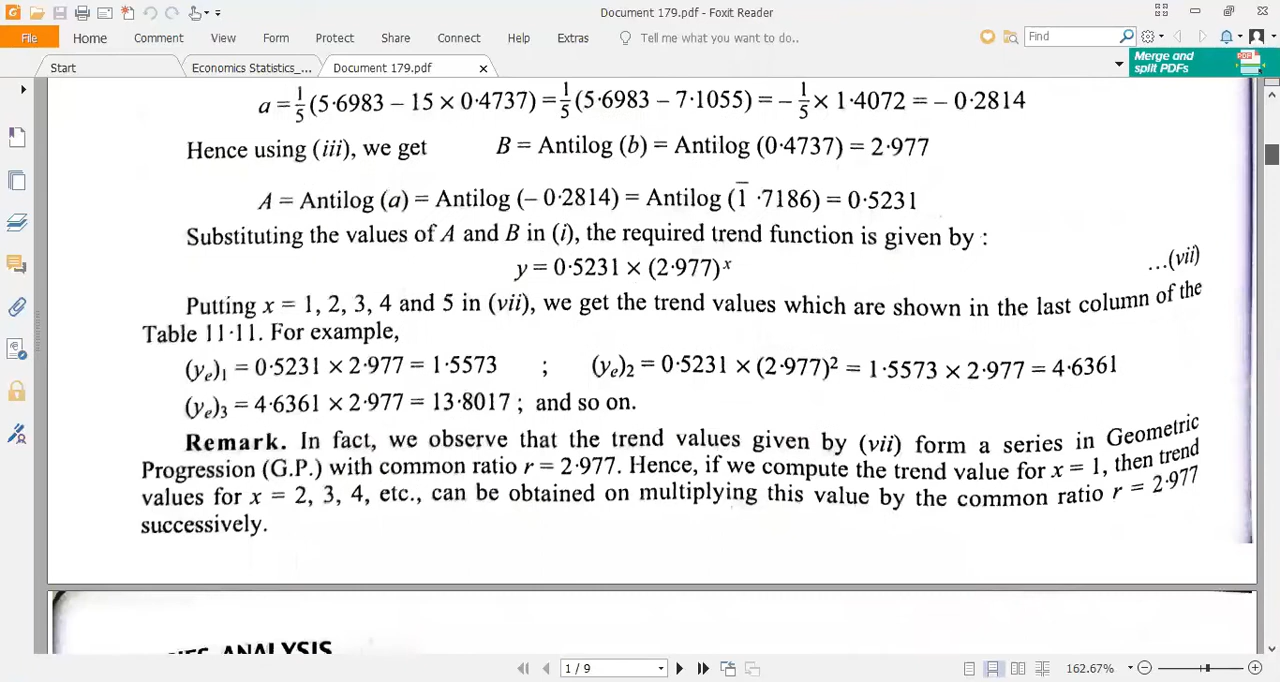 Document 179.pdf - Foxit Reader
File Home Comment View Form Protect Share Connect Help Extras Tell me what you want to do.. Find
Start Economics Statistics_... Document 179.pdf × Merge and split PDFs
a = 1/5 (5·6983 – 15 × 0·4737) = 1/5 (5·6983 – 7·1055) = – 1/5 × 1·4072 = – 0·2814
Hence using (iii), we get B = Antilog (b) = Antilog (0·4737) = 2·977
A = Antilog (a) = Antilog (– 0·2814) = Antilog (1̄ ·7186) = 0·5231
Substituting the values of A and B in (i), the required trend function is given by :
y = 0·5231 × (2·977)ˣ ...(vii)
Putting x = 1, 2, 3, 4 and 5 in (vii), we get the trend values which are shown in the last column of the
Table 11·11. For example,
(yₑ)₁ = 0·5231 × 2·977 = 1·5573 ; (yₑ)₂ = 0·5231 × (2·977)² = 1·5573 × 2·977 = 4·6361
(yₑ)₃ = 4·6361 × 2·977 = 13·8017 ; and so on.
Remark. In fact, we observe that the trend values given by (vii) form a series in Geometric
Progression (G.P.) with common ratio r = 2·977. Hence, if we compute the trend value for x = 1, then trend
values for x = 2, 3, 4, etc., can be obtained on multiplying this value by the common ratio r = 2·977
successively.
ANALYSIS
1 / 9 162.67%